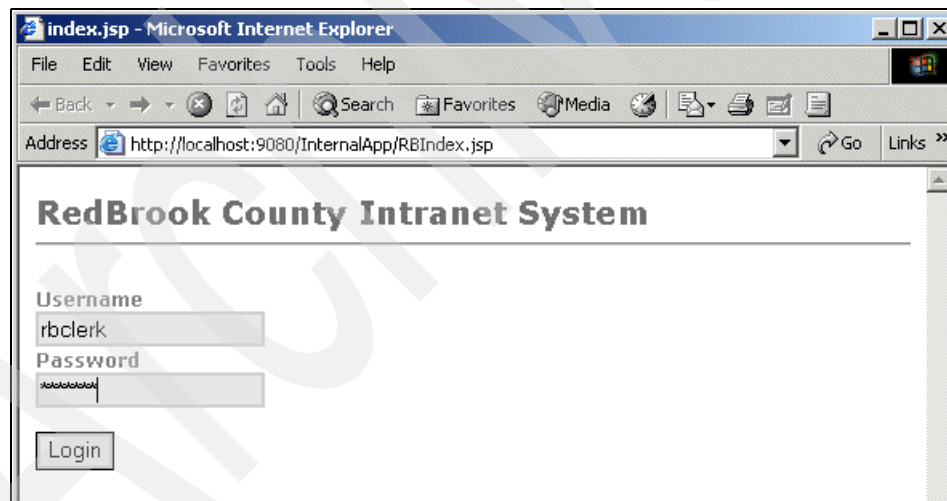 index.jsp - Microsoft Internet Explorer
File Edit View Favorites Tools Help
Back Search Favorites Media
Address http://localhost:9080/InternalApp/RBIndex.jsp Go Links »
RedBrook County Intranet System
Username
rbclerk
Password
********
Login